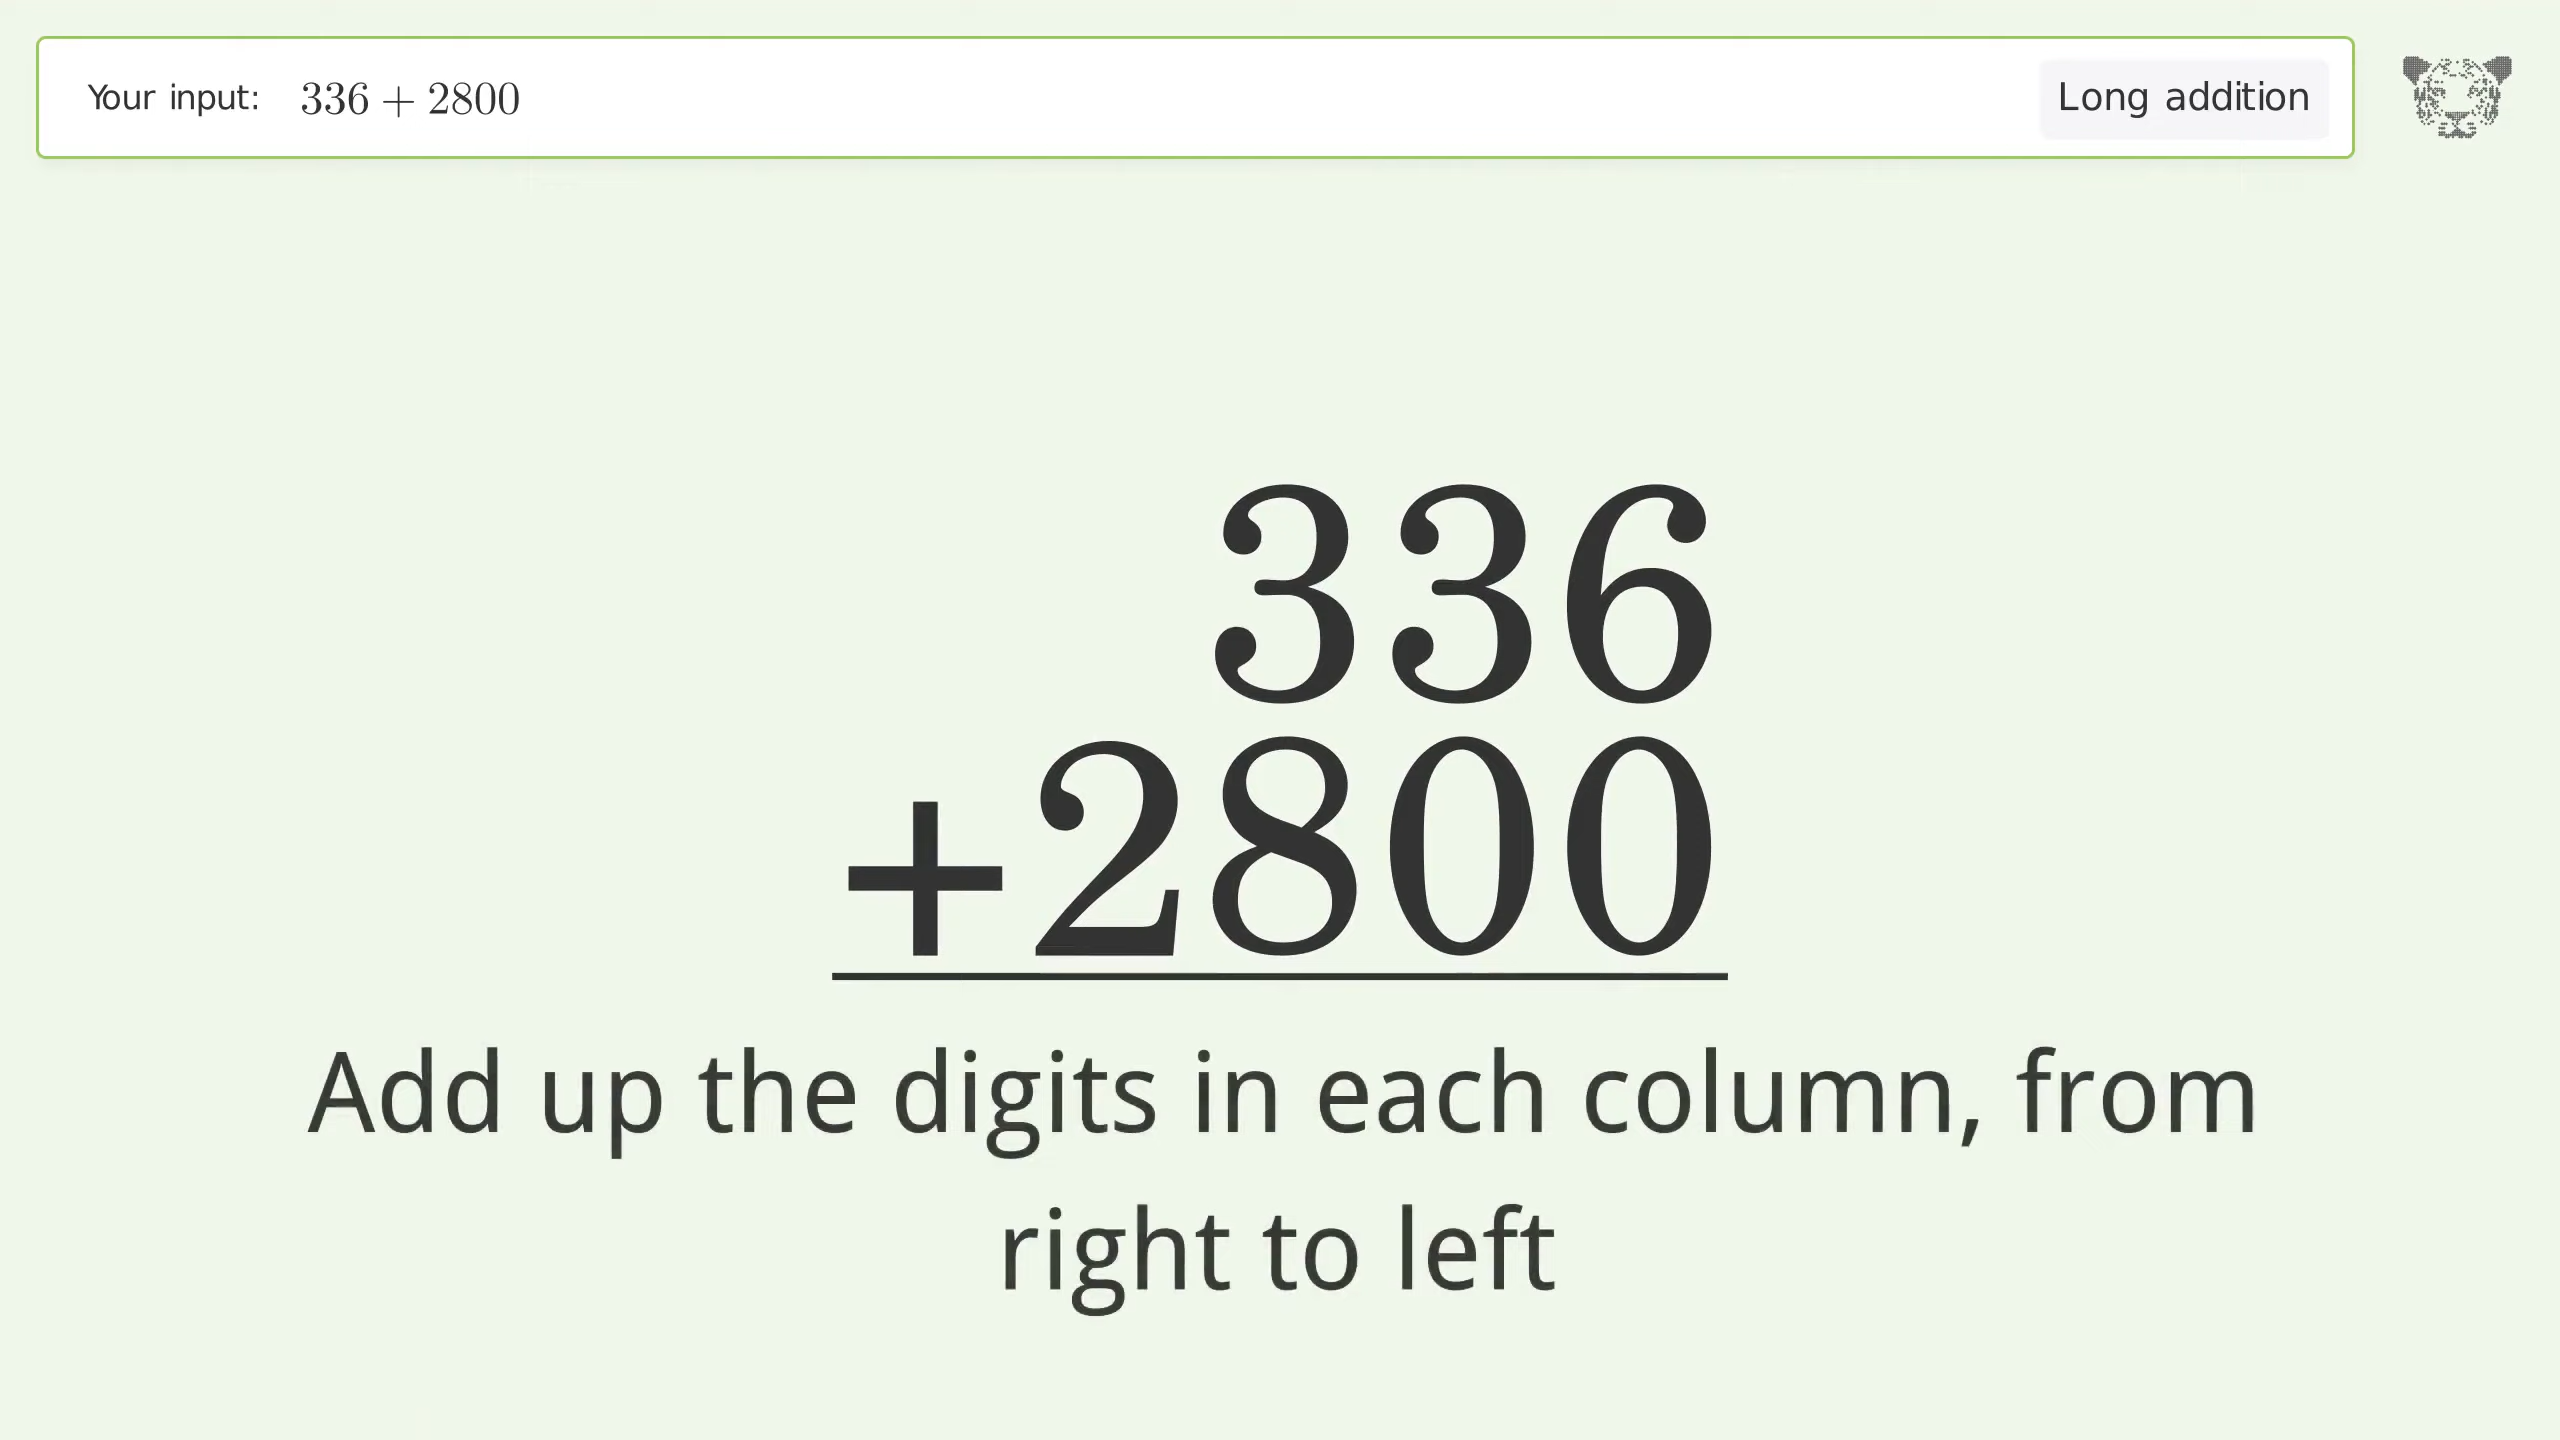 Your input: 336 + 2800
Long addition
336
+2800
Add up the digits in each column, from
right to left